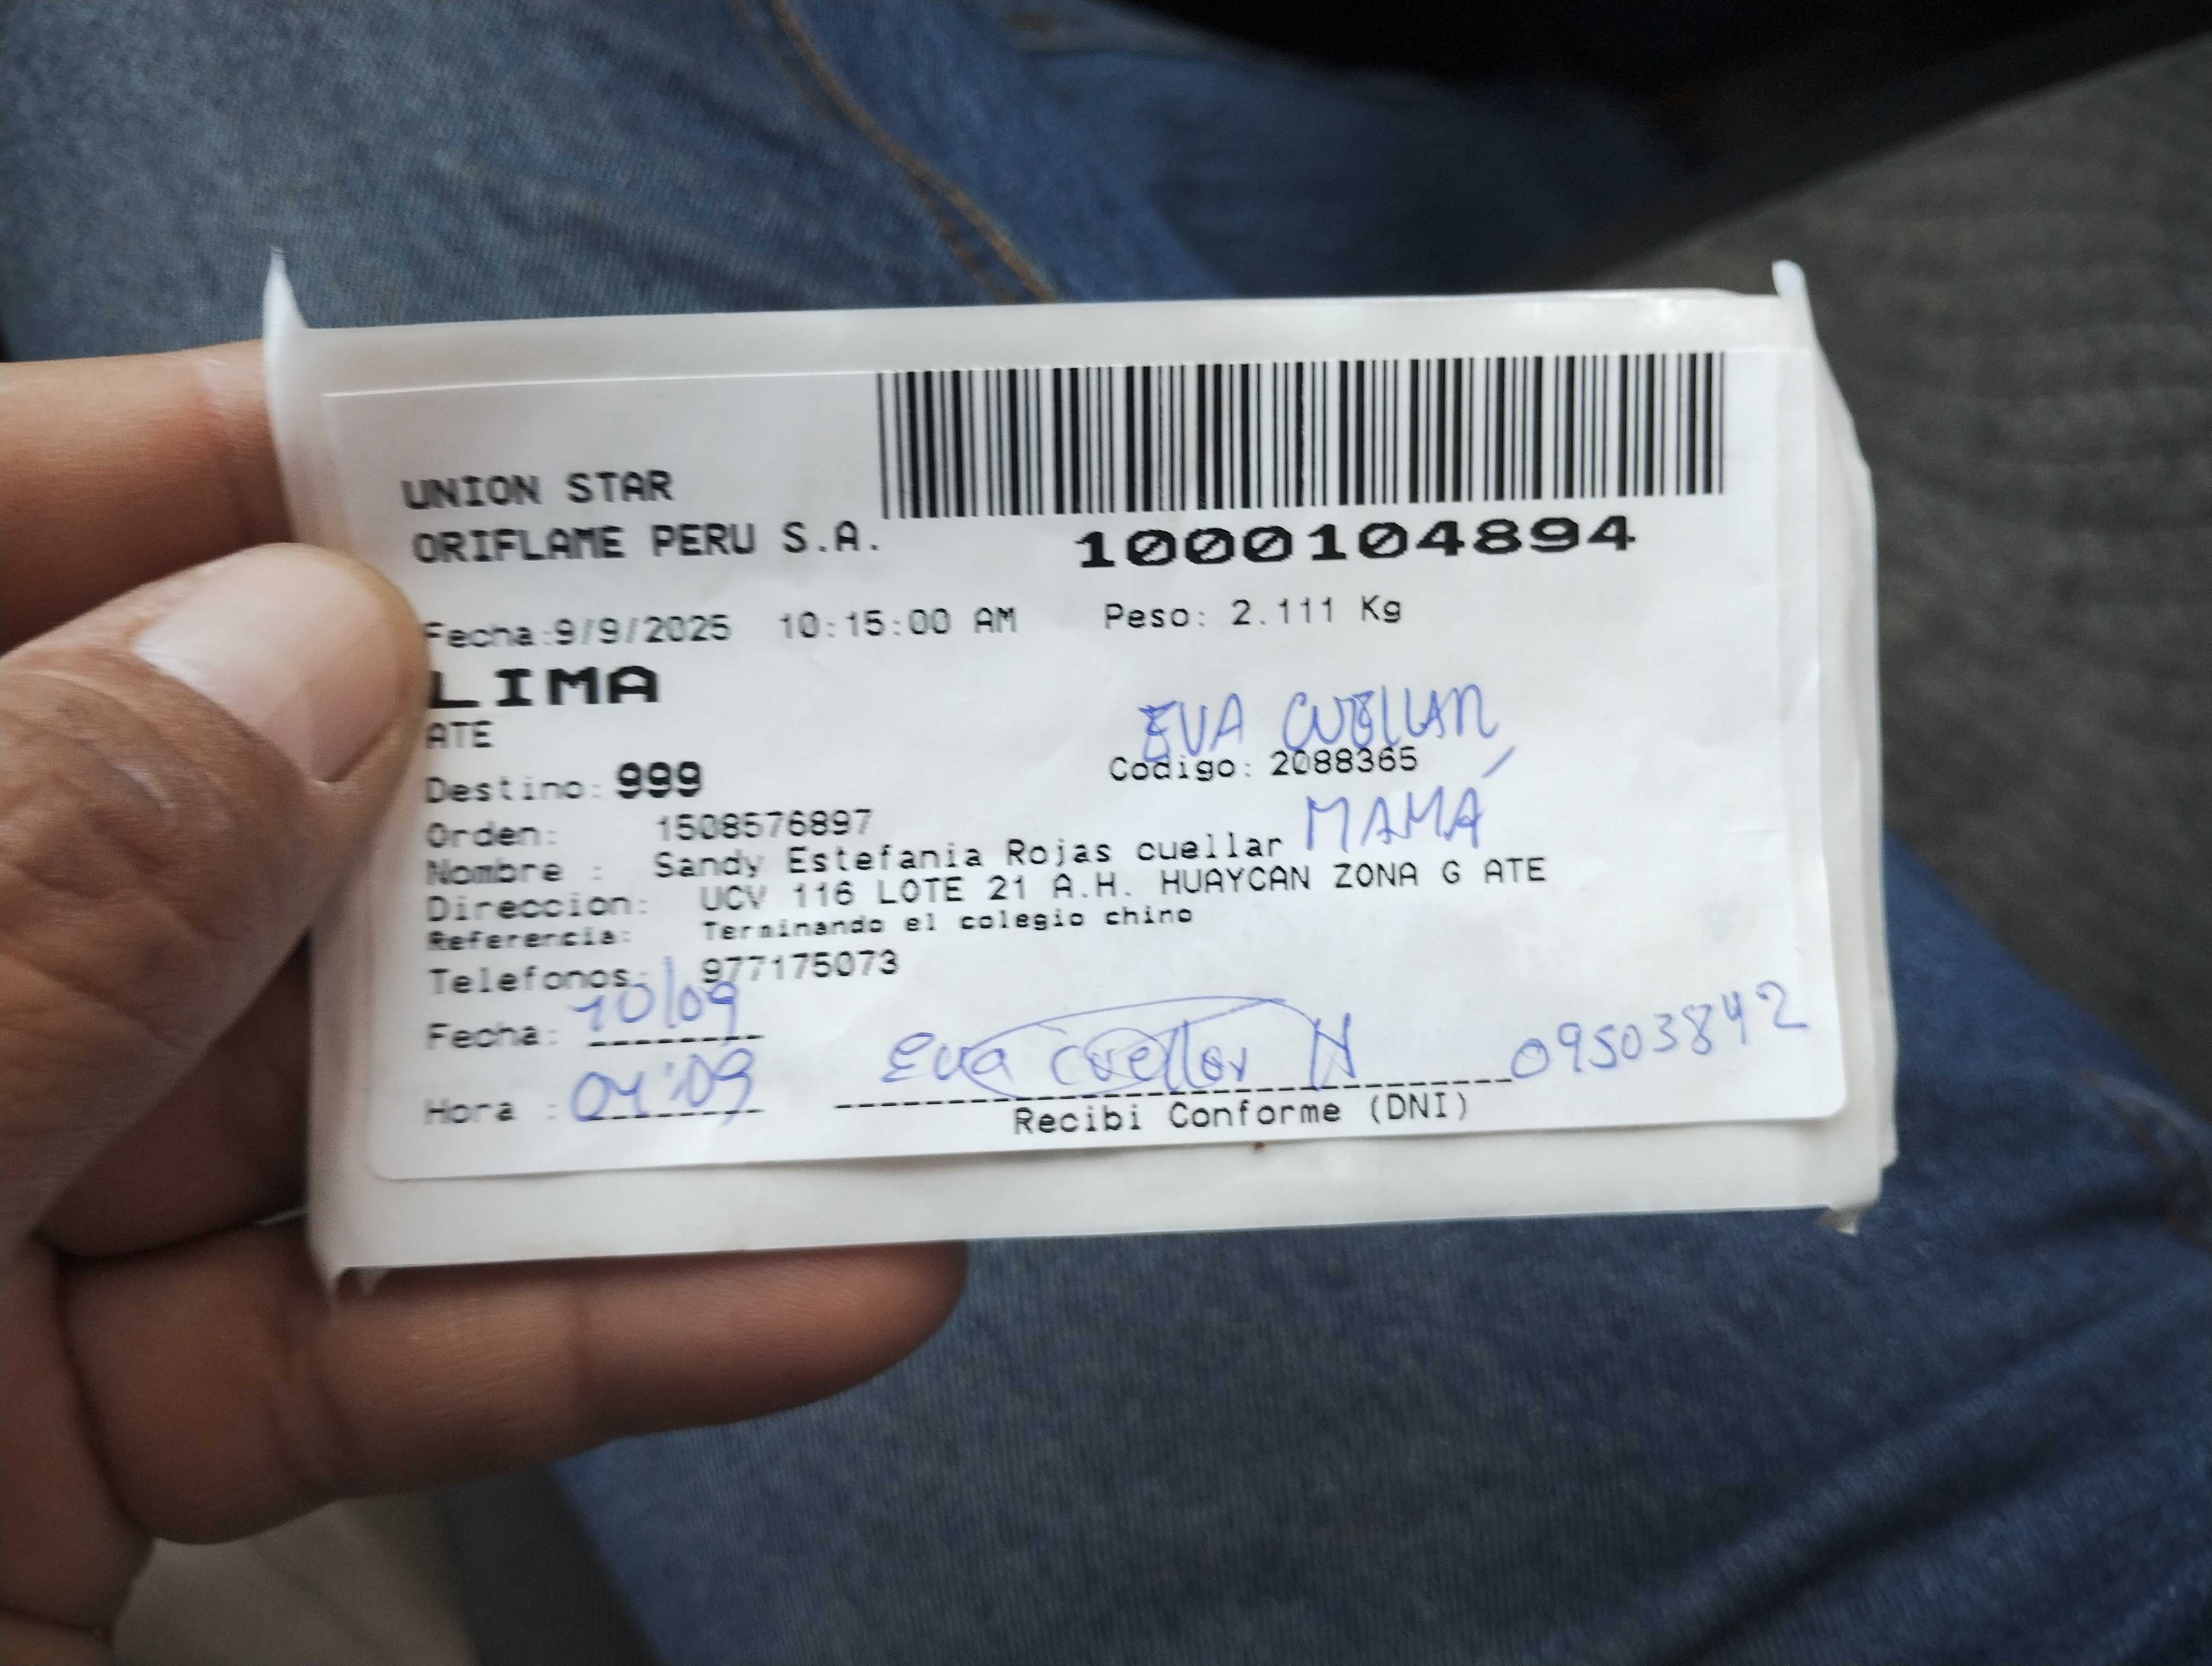 UNION STAR
ORIFLAME PERU S.A.
1000104894
Fecha:9/9/2025 10:15:00 AM Peso: 2.111 Kg
LIMA
ATE
EVA CUELLAR
Destino: 999 Codigo: 2088365
MAMÁ
Orden: 1508576897
Nombre : Sandy Estefania Rojas cuellar
Direccion: UCV 116 LOTE 21 A.H. HUAYCAN ZONA G ATE
Referencia: Terminando el colegio chino
Telefonos: 977175073
Fecha: 10/09
Eva Cuellar H 09503842
Hora : 04:09
Recibi Conforme (DNI)